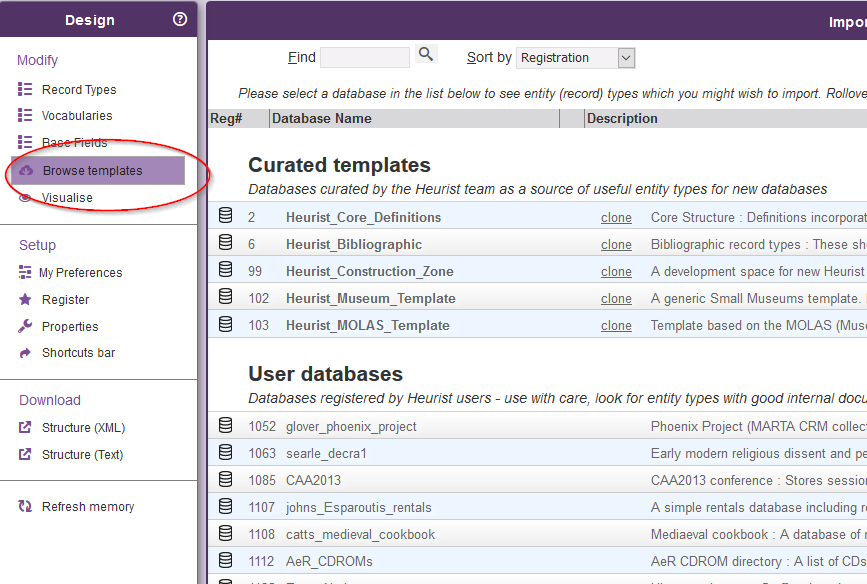 Design
Modify
Record Types
Vocabularies
Base Fields
Browse templates
Visualise
Setup
My Preferences
Register
Properties
Shortcuts bar
Download
Structure (XML)
Structure (Text)
Refresh memory
Impor
Find Sort by Registration
Please select a database in the list below to see entity (record) types which you might wish to import. Rollove
Reg# Database Name Description
Curated templates
Databases curated by the Heurist team as a source of useful entity types for new databases
2 Heurist_Core_Definitions clone Core Structure : Definitions incorporat
6 Heurist_Bibliographic clone Bibliographic record types : These sh
99 Heurist_Construction_Zone clone A development space for new Heurist
102 Heurist_Museum_Template clone A generic Small Museums template.
103 Heurist_MOLAS_Template clone Template based on the MOLAS (Muse
User databases
Databases registered by Heurist users - use with care, look for entity types with good internal docu
1052 glover_phoenix_project Phoenix Project (MARTA CRM collect
1063 searle_decra1 Early modern religious dissent and pe
1085 CAA2013 CAA2013 conference : Stores session
1107 johns_Esparoutis_rentals A simple rentals database including re
1108 catts_medieval_cookbook Mediaeval cookbook : A database of
1112 AeR_CDROMs AeR CDROM directory : A list of CDs